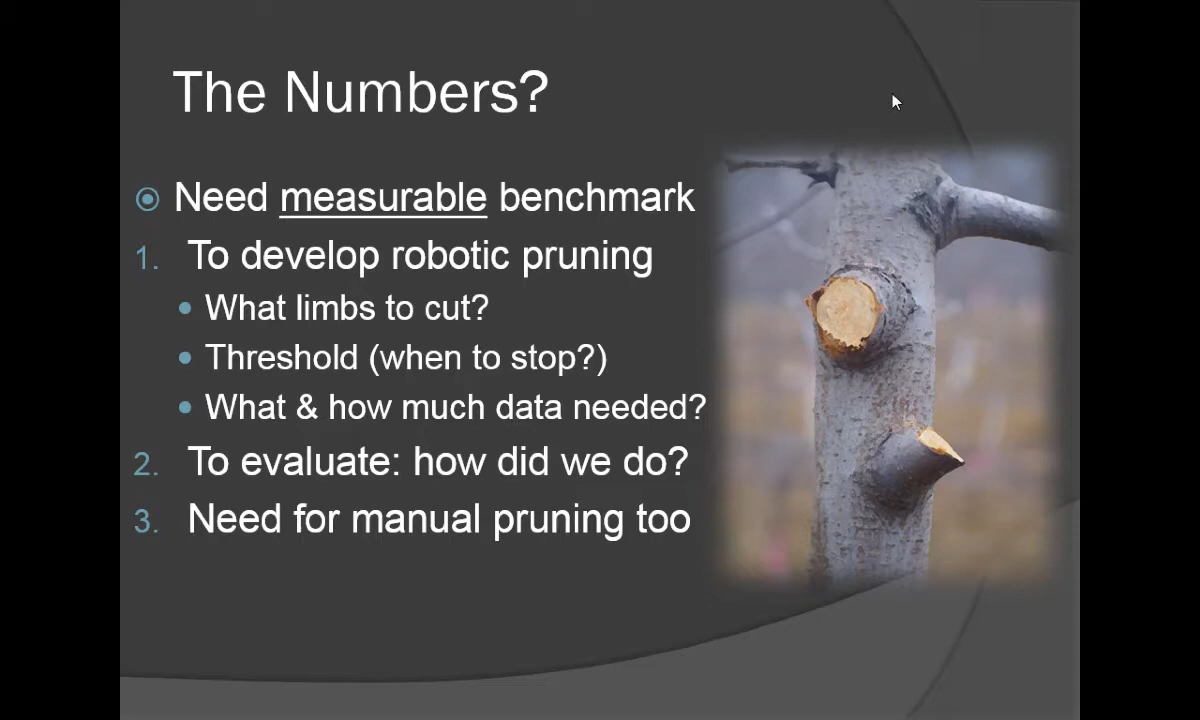 The Numbers?
Need measurable benchmark
1. To develop robotic pruning
What limbs to cut?
Threshold (when to stop?)
What & how much data needed?
2. To evaluate: how did we do?
3. Need for manual pruning too